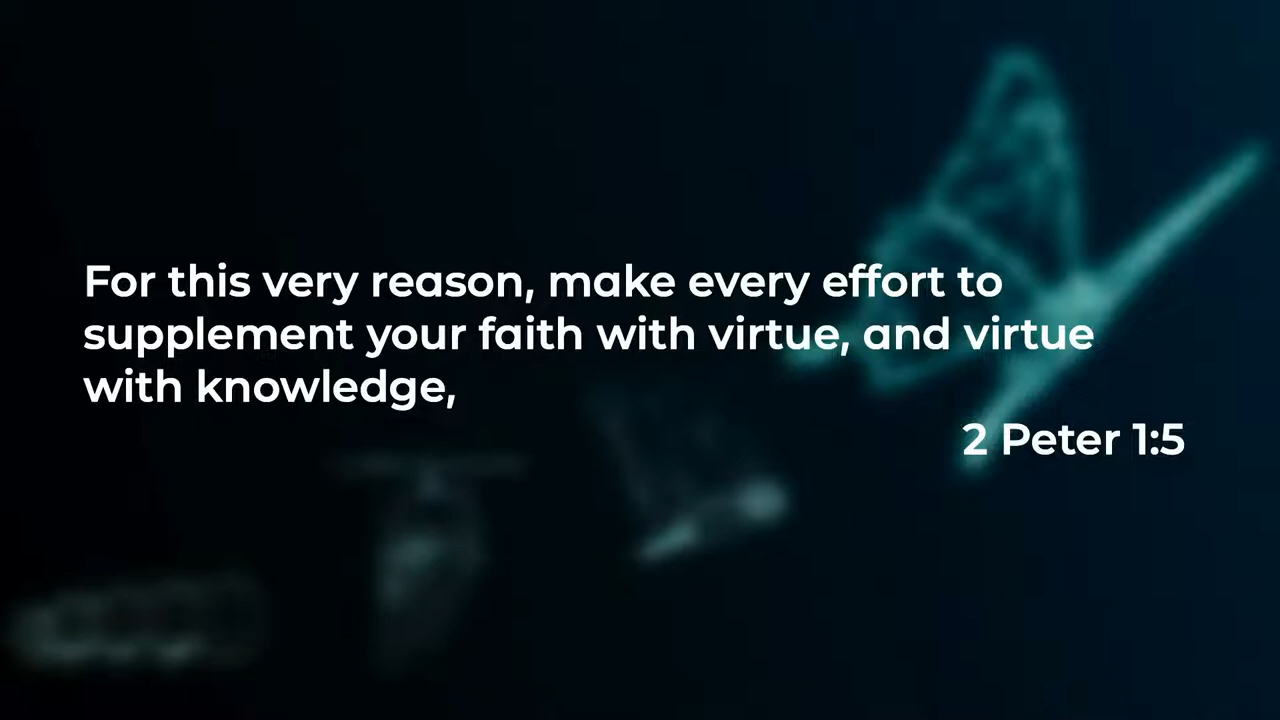 For this very reason, make every effort to
supplement your faith with virtue, and virtue
with knowledge,
2 Peter 1:5